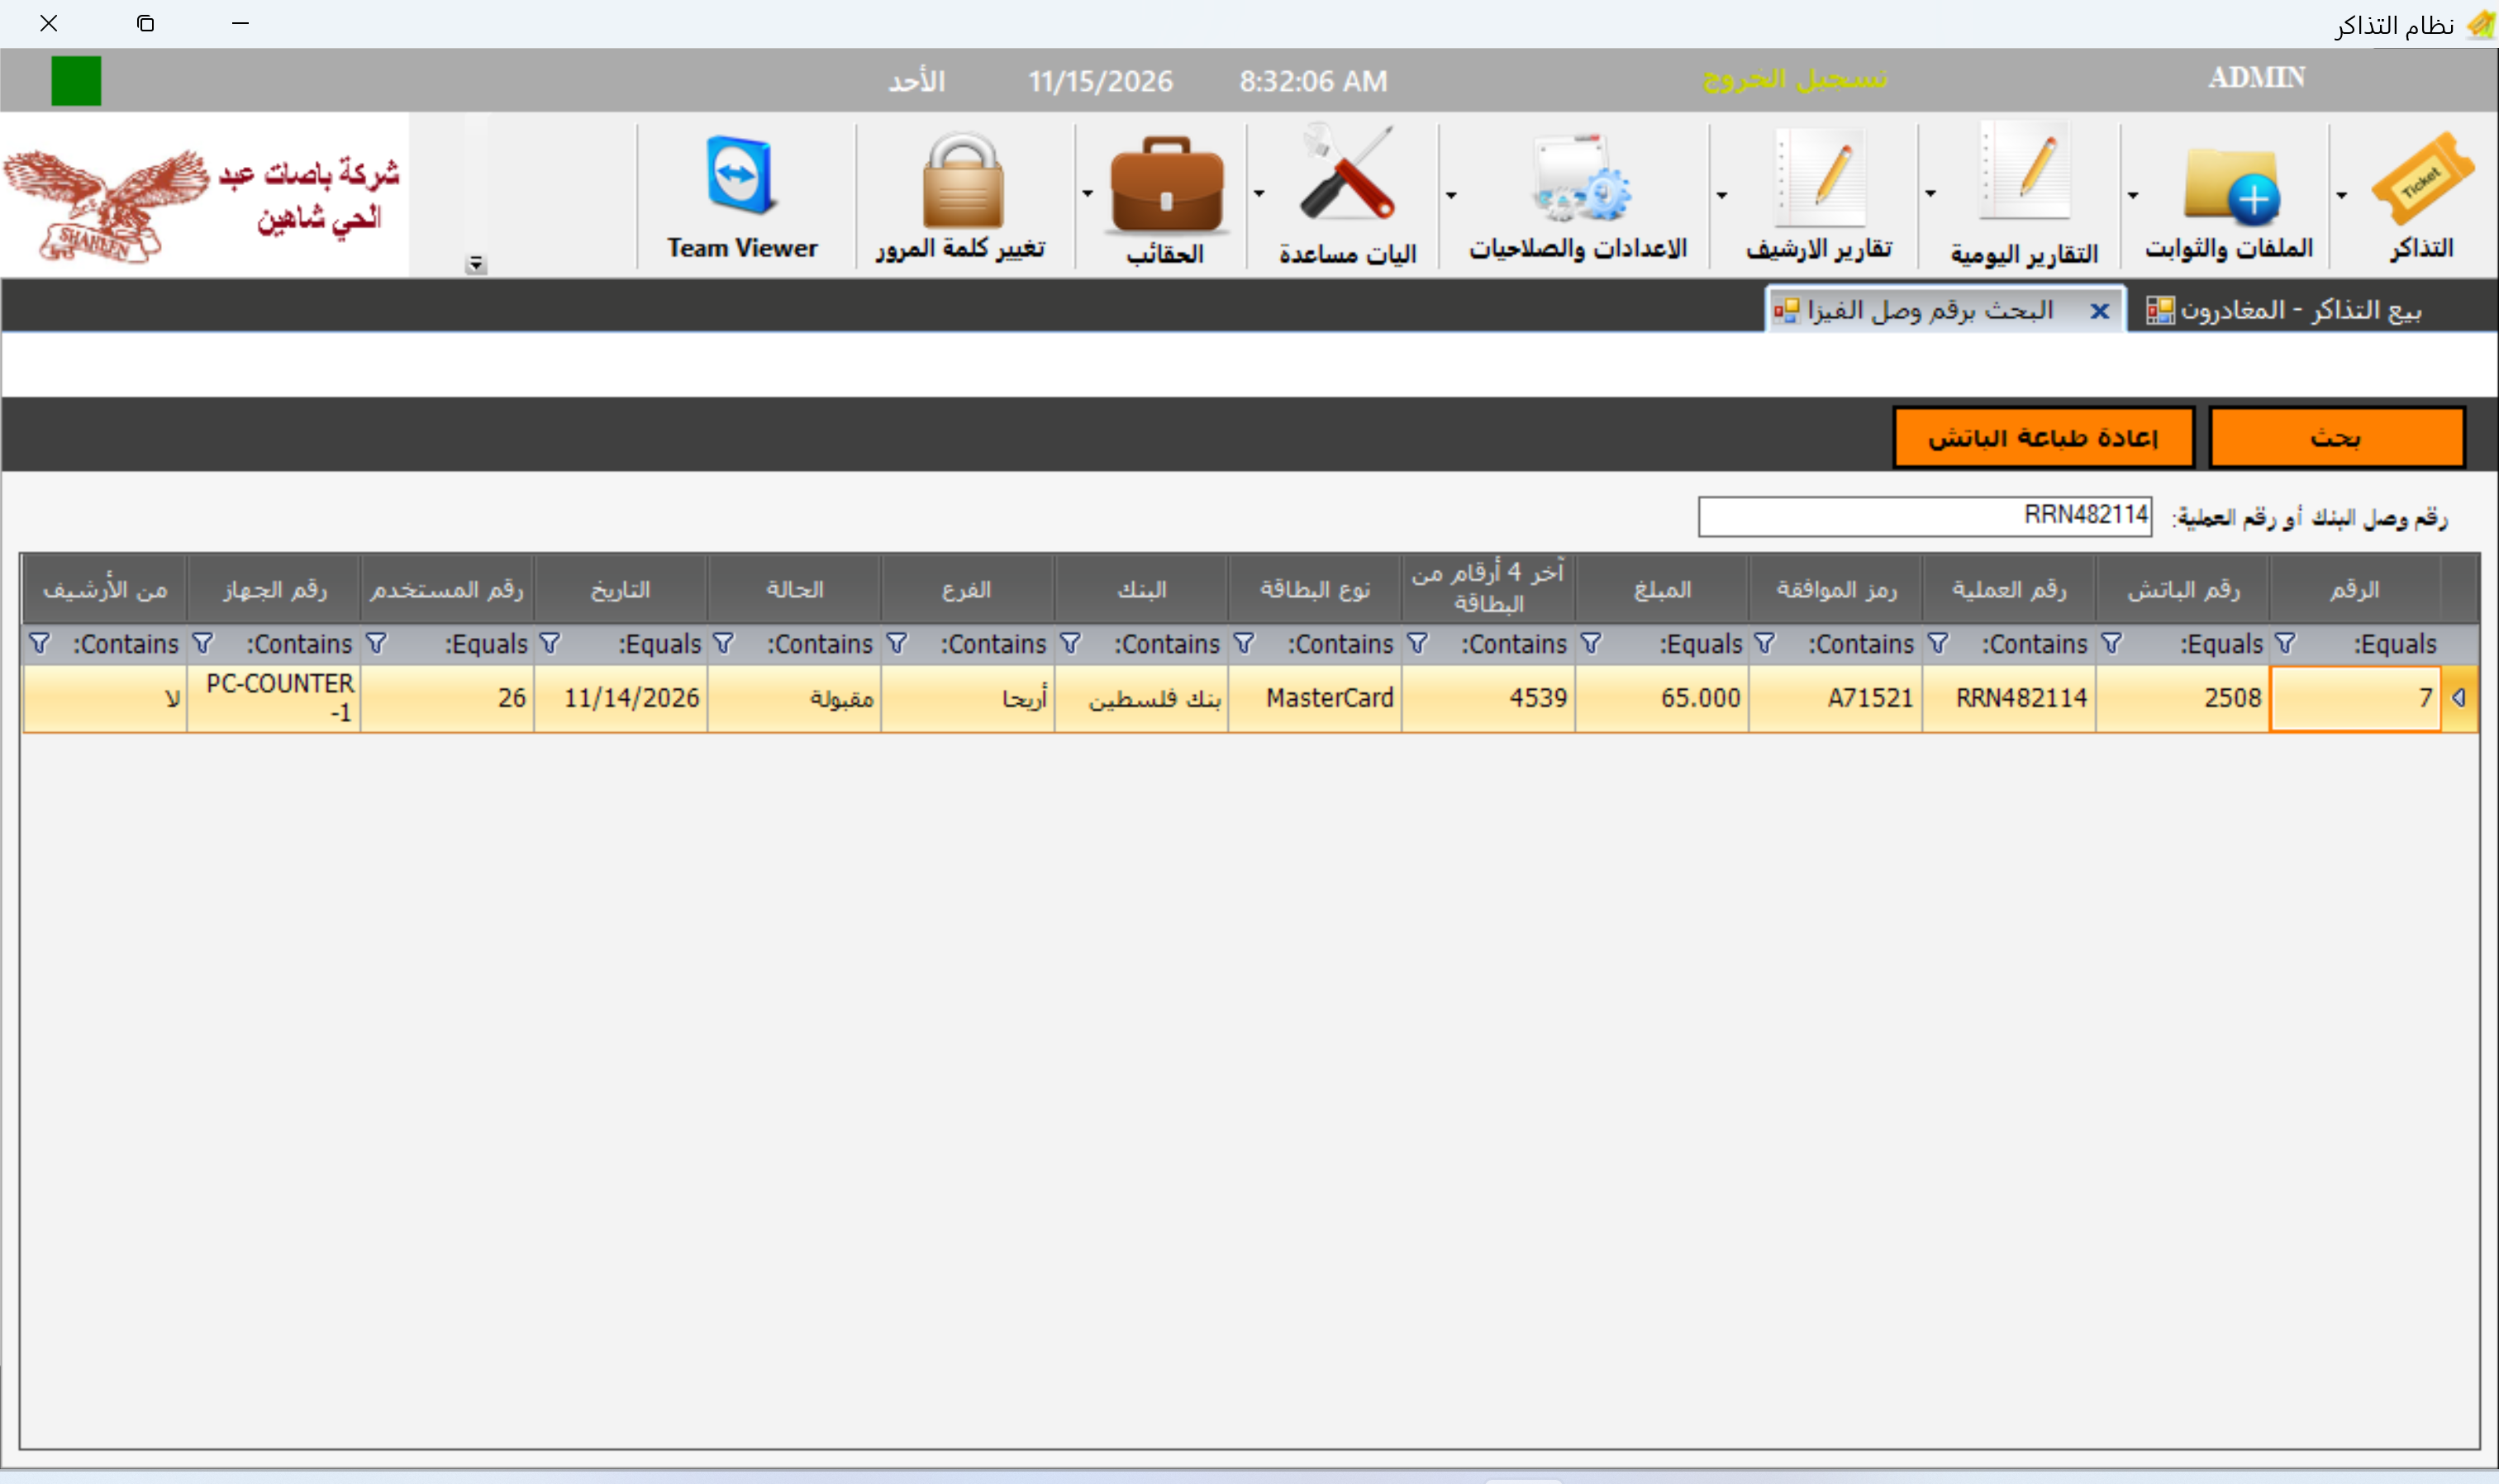 نظام التذاكر
ADMIN
تسجيل الخروج
8:32:06 AM
11/15/2026
الأحد
Ticket
التذاكر
الملفات والثوابت
التقارير اليومية
تقارير الارشيف
الاعدادات والصلاحيات
اليات مساعدة
الحقائب
تغيير كلمة المرور
Team Viewer
شركة باصات عبد
الحي شاهين
SHAHEEN
بيع التذاكر - المغادرون
البحث برقم وصل الفيزا
بحث
إعادة طباعة الباتش
رقم وصل البنك أو رقم العملية: RRN482114
الرقم رقم الباتش رقم العملية رمز الموافقة المبلغ آخر 4 أرقام من البطاقة نوع البطاقة البنك الفرع الحالة التاريخ رقم المستخدم رقم الجهاز من الأرشيف
Equals: Equals: Contains: Contains: Equals: Contains: Contains: Contains: Contains: Contains: Equals: Equals: Contains: Contains:
7 2508 RRN482114 A71521 65.000 4539 MasterCard بنك فلسطين أريحا مقبولة 11/14/2026 26 PC-COUNTER-1 لا